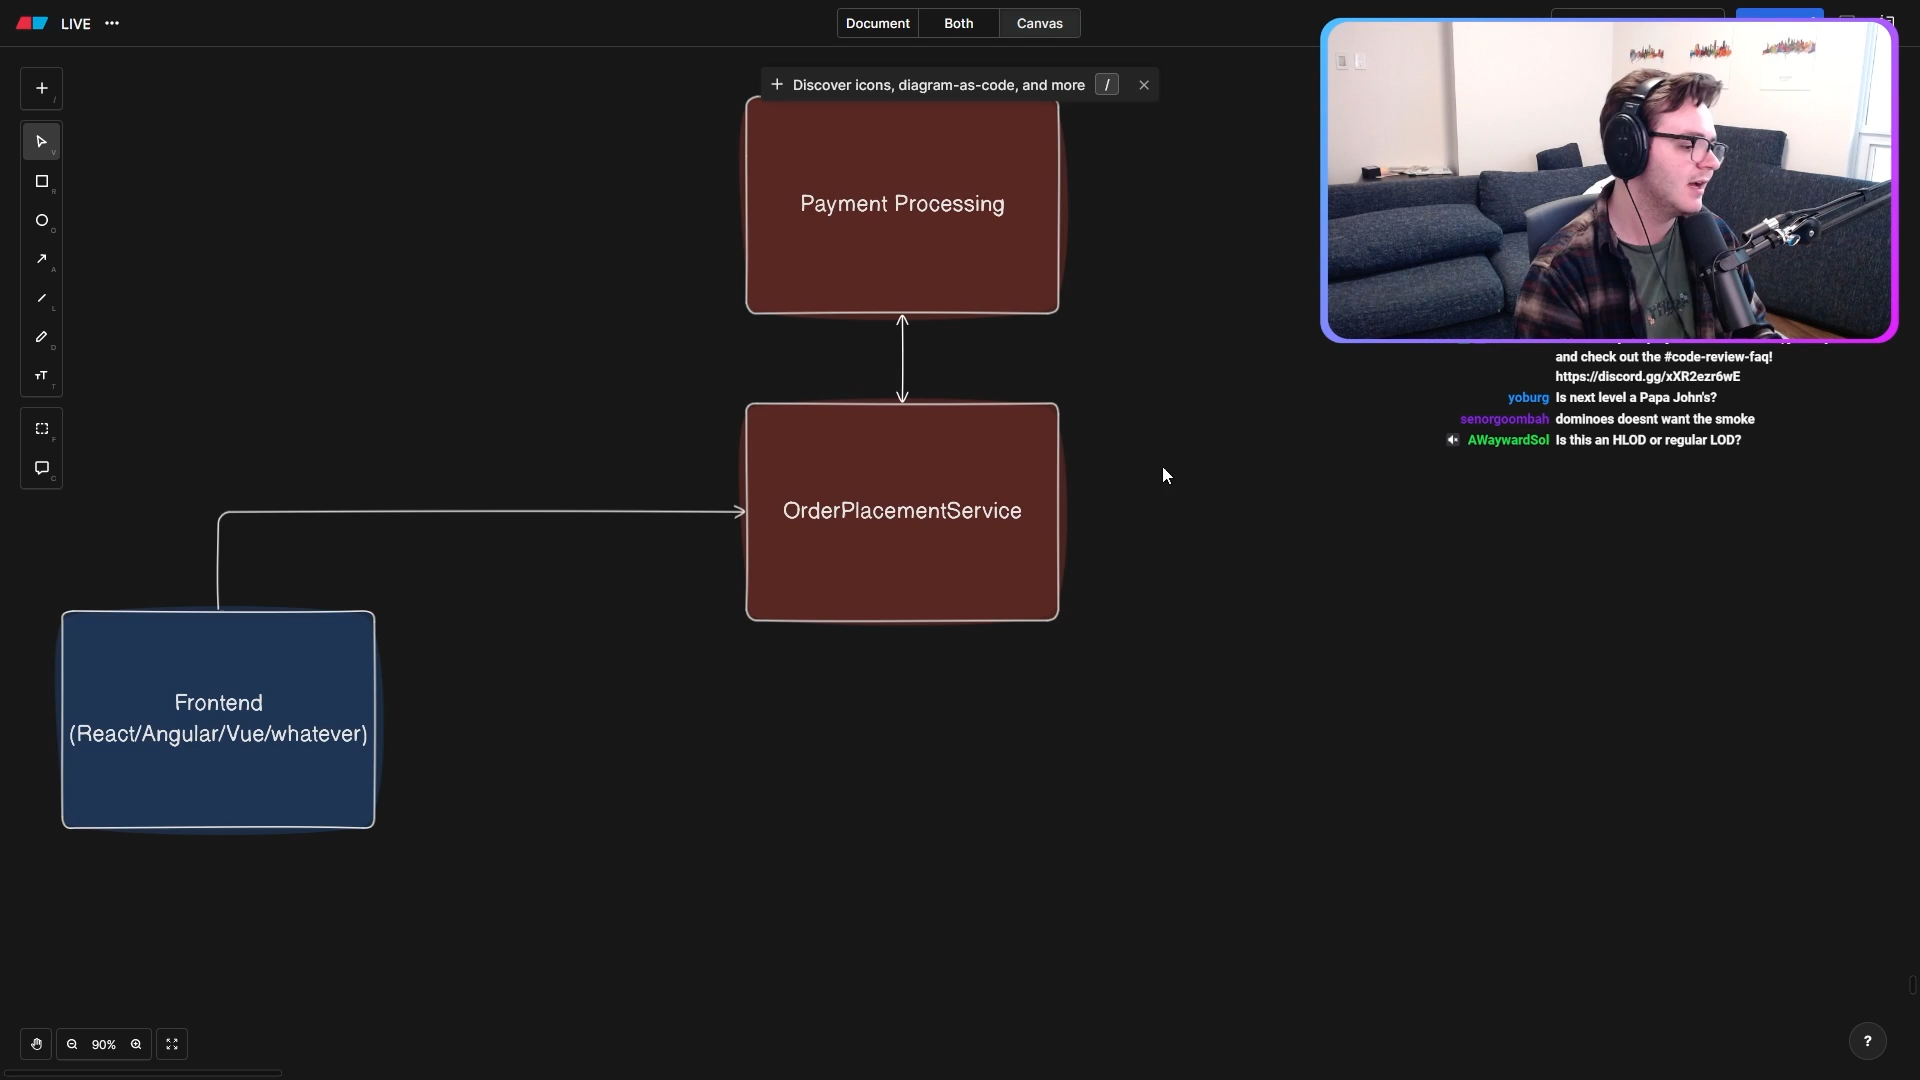 LIVE
Document Both Canvas
Discover icons, diagram-as-code, and more /
Payment Processing
OrderPlacementService
Frontend
(React/Angular/Vue/whatever)
and check out the #code-review-faq!
https://discord.gg/xXR2ezr6wE
yoburg Is next level a Papa John's?
senorgoombah dominoes doesnt want the smoke
AWaywardSol Is this an HLOD or regular LOD?
/
V
R
O
A
L
D
TT
T
F
C
90%
?